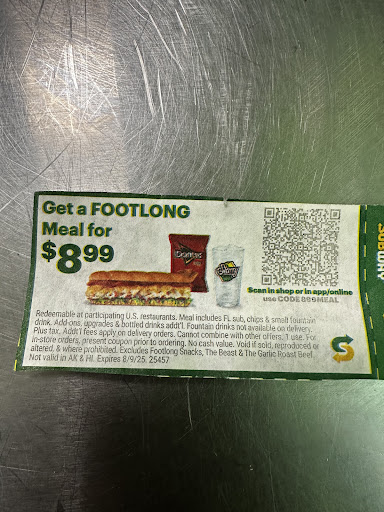 Get a FOOTLONG
Meal for
$8.99
Doritos
Scan in shop or in app/online
USE CODE 899MEAL
Redeemable at participating U.S. restaurants. Meal includes FL sub, chips & small fountain
drink. Add-ons, upgrades & bottled drinks addt'l. Fountain drinks not available on delivery.
Plus tax. Addt'l fees apply on delivery orders. Cannot combine with other offers. 1 use. For
in-store orders, present coupon prior to ordering. No cash value. Void if sold, reproduced or
altered, & where prohibited. Excludes Footlong Snacks, The Beast & The Garlic Roast Beef.
Not valid in AK & HI. Expires 8/9/25. 25457